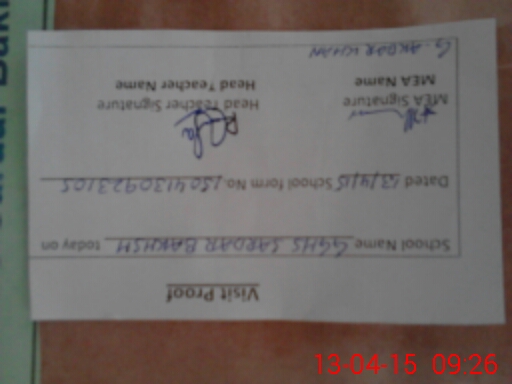 Visit Proof
School Name GGHS SARDAR BAKHSH today on
Dated 13/4/15 School form No. 1504130923105
MEA Signature Head Teacher Signature
MEA Name Head Teacher Name
G. AKBAR KHAN
13-04-15 09:26